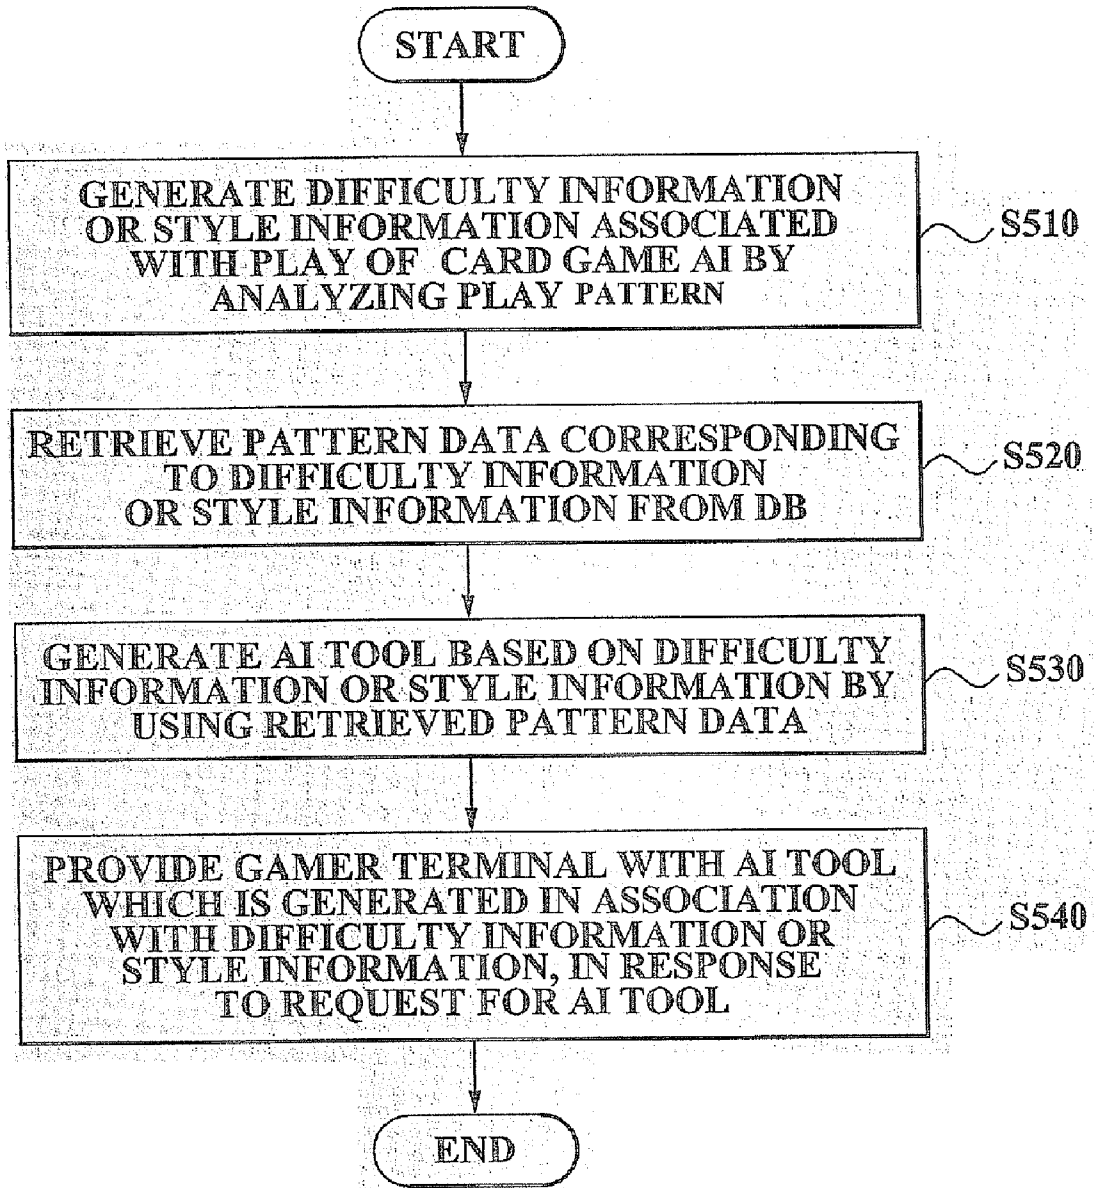 START
GENERATE DIFFICULTY INFORMATION
OR STYLE INFORMATION ASSOCIATED
WITH PLAY OF CARD GAME AI BY
ANALYZING PLAY PATTERN
S510
RETRIEVE PATTERN DATA CORRESPONDING
TO DIFFICULTY INFORMATION
OR STYLE INFORMATION FROM DB
S520
GENERATE AI TOOL BASED ON DIFFICULTY
INFORMATION OR STYLE INFORMATION BY
USING RETRIEVED PATTERN DATA
S530
PROVIDE GAMER TERMINAL WITH AI TOOL
WHICH IS GENERATED IN ASSOCIATION
WITH DIFFICULTY INFORMATION OR
STYLE INFORMATION, IN RESPONSE
TO REQUEST FOR AI TOOL
S540
END